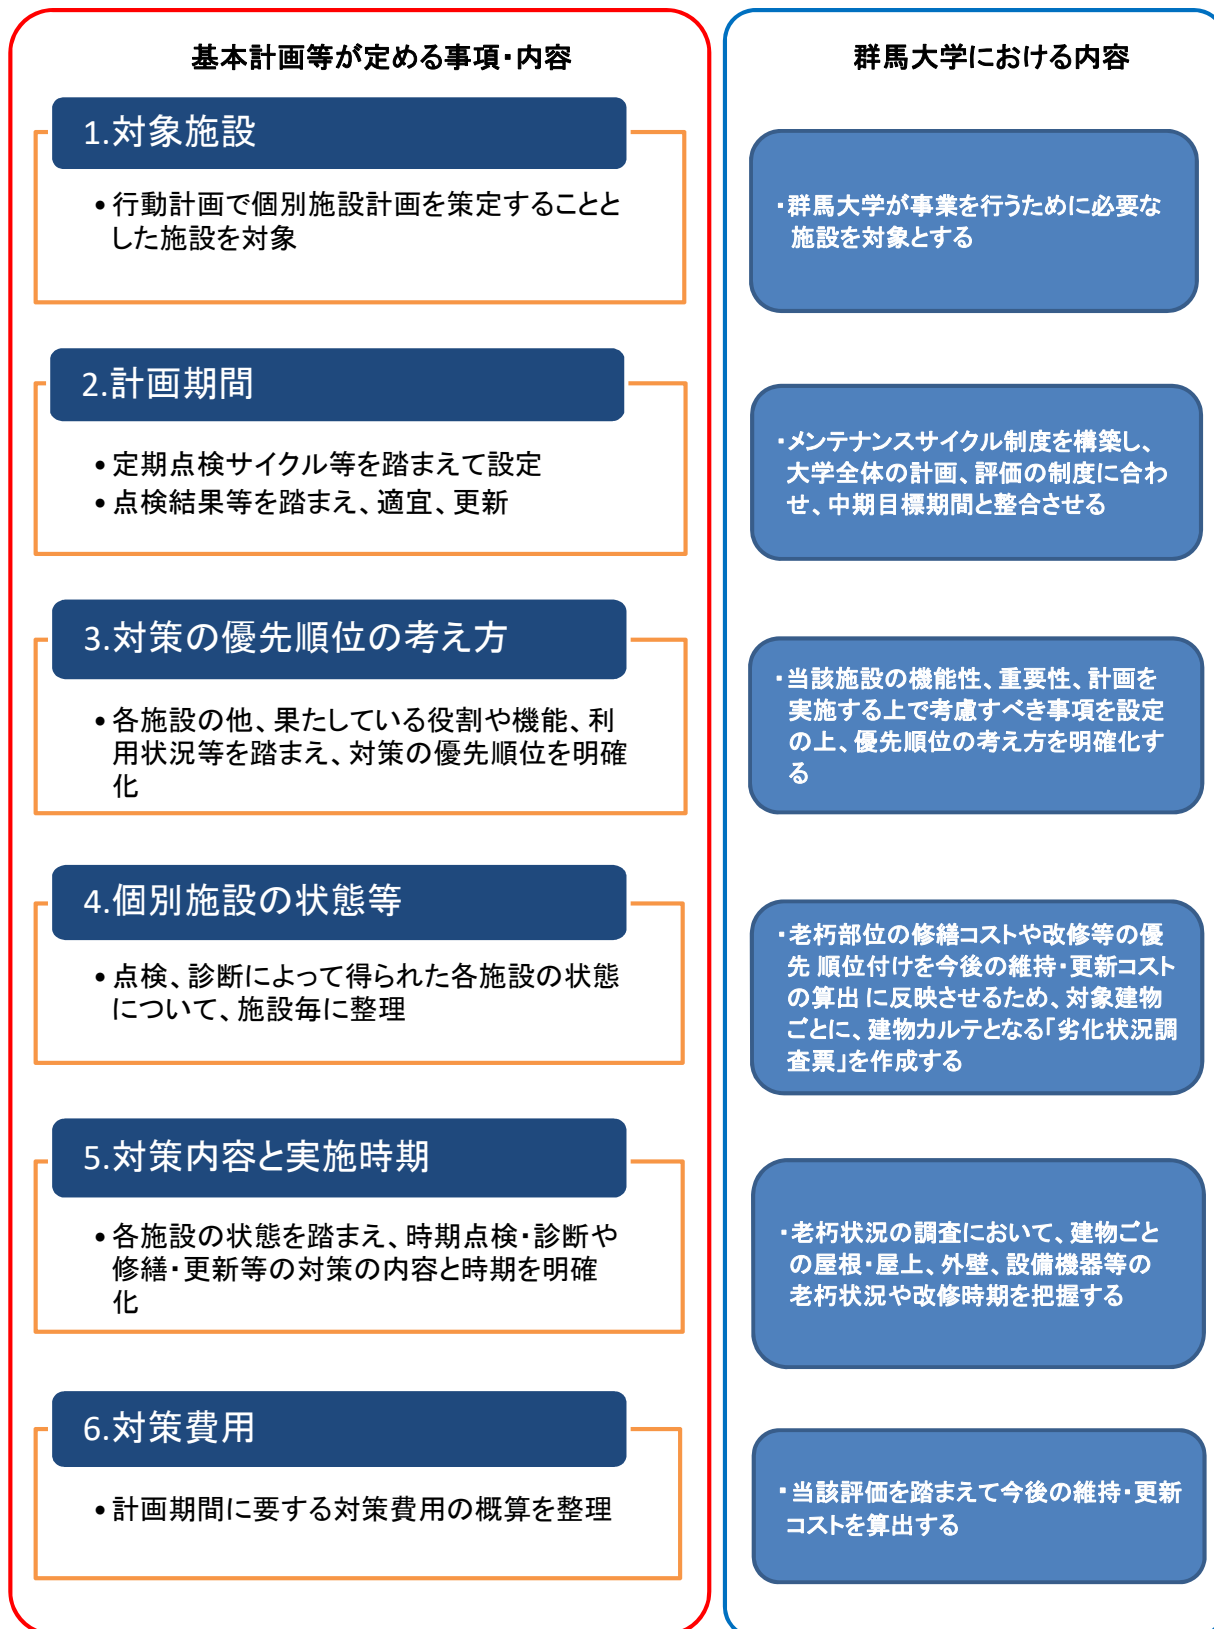 基本計画等が定める事項・内容
1.対象施設
•行動計画で個別施設計画を策定することと
した施設を対象
2.計画期間
•定期点検サイクル等を踏まえて設定
•点検結果等を踏まえ、適宜、更新
3.対策の優先順位の考え方
•各施設の他、果たしている役割や機能、利
用状況等を踏まえ、対策の優先順位を明確
化
4.個別施設の状態等
•点検、診断によって得られた各施設の状態
について、施設毎に整理
5.対策内容と実施時期
•各施設の状態を踏まえ、時期点検・診断や
修繕・更新等の対策の内容と時期を明確
化
6.対策費用
•計画期間に要する対策費用の概算を整理
群馬大学における内容
・群馬大学が事業を行うために必要な
施設を対象とする
・メンテナンスサイクル制度を構築し、
大学全体の計画、評価の制度に合わ
せ、中期目標期間と整合させる
・当該施設の機能性、重要性、計画を
実施する上で考慮すべき事項を設定
の上、優先順位の考え方を明確化す
る
・老朽部位の修繕コストや改修等の優
先 順位付けを今後の維持・更新コスト
の算出 に反映させるため、対象建物
ごとに、建物カルテとなる「劣化状況調
査票」を作成する
・老朽状況の調査において、建物ごと
の屋根・屋上、外壁、設備機器等の
老朽状況や改修時期を把握する
・当該評価を踏まえて今後の維持・更新
コストを算出する